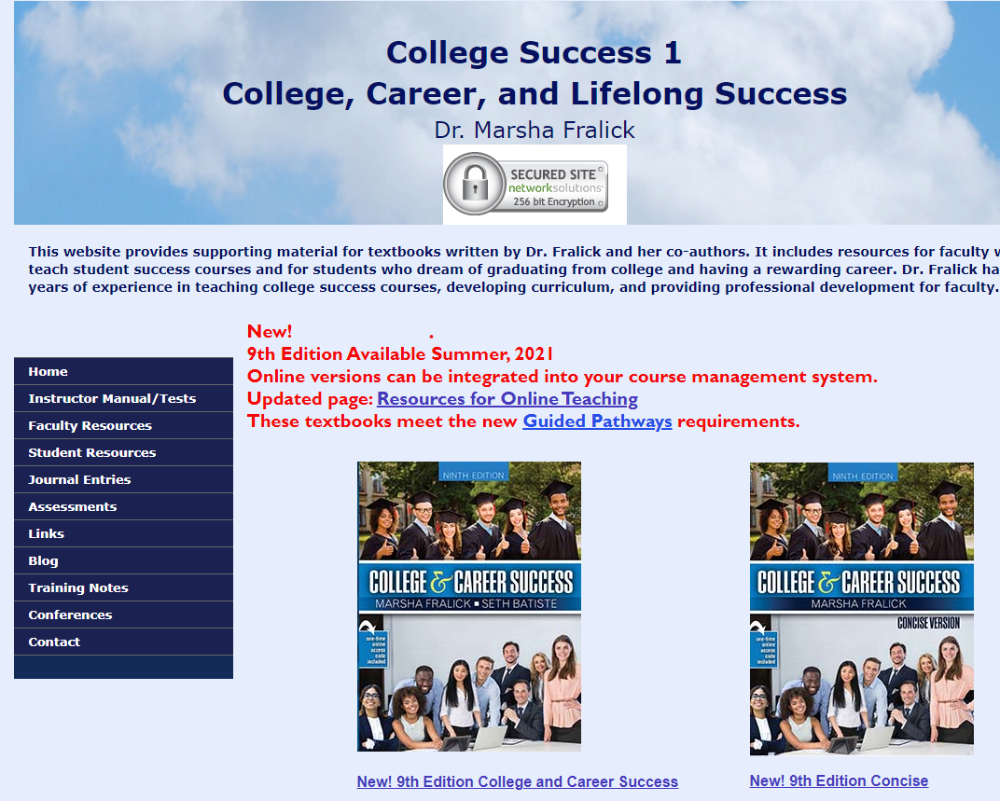 College Success 1
College, Career, and Lifelong Success
Dr. Marsha Fralick
SECURED SITE
networksolutions
256 bit Encryption
This website provides supporting material for textbooks written by Dr. Fralick and her co-authors. It includes resources for faculty
teach student success courses and for students who dream of graduating from college and having a rewarding career. Dr. Fralick ha
years of experience in teaching college success courses, developing curriculum, and providing professional development for faculty.
New! .
9th Edition Available Summer, 2021
Online versions can be integrated into your course management system.
Updated page: Resources for Online Teaching
These textbooks meet the new Guided Pathways requirements.
Home
Instructor Manual/Tests
Faculty Resources
Student Resources
Journal Entries
Assessments
Links
Blog
Training Notes
Conferences
Contact
NINTH EDITION
COLLEGE & CAREER SUCCESS
MARSHA FRALICK ▪ SETH BATISTE
one-time
online
access
code
included
New! 9th Edition College and Career Success
NINTH EDITION
COLLEGE & CAREER SUCCESS
MARSHA FRALICK
CONCISE VERSION
one-time
online
access
code
included
New! 9th Edition Concise